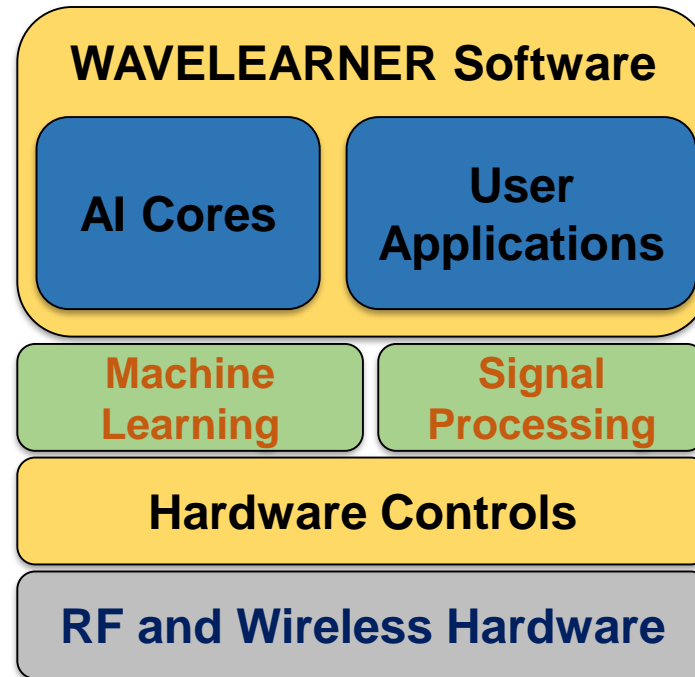 WAVELEARNER Software
AI Cores
User
Applications
Machine
Learning
Signal
Processing
Hardware Controls
RF and Wireless Hardware